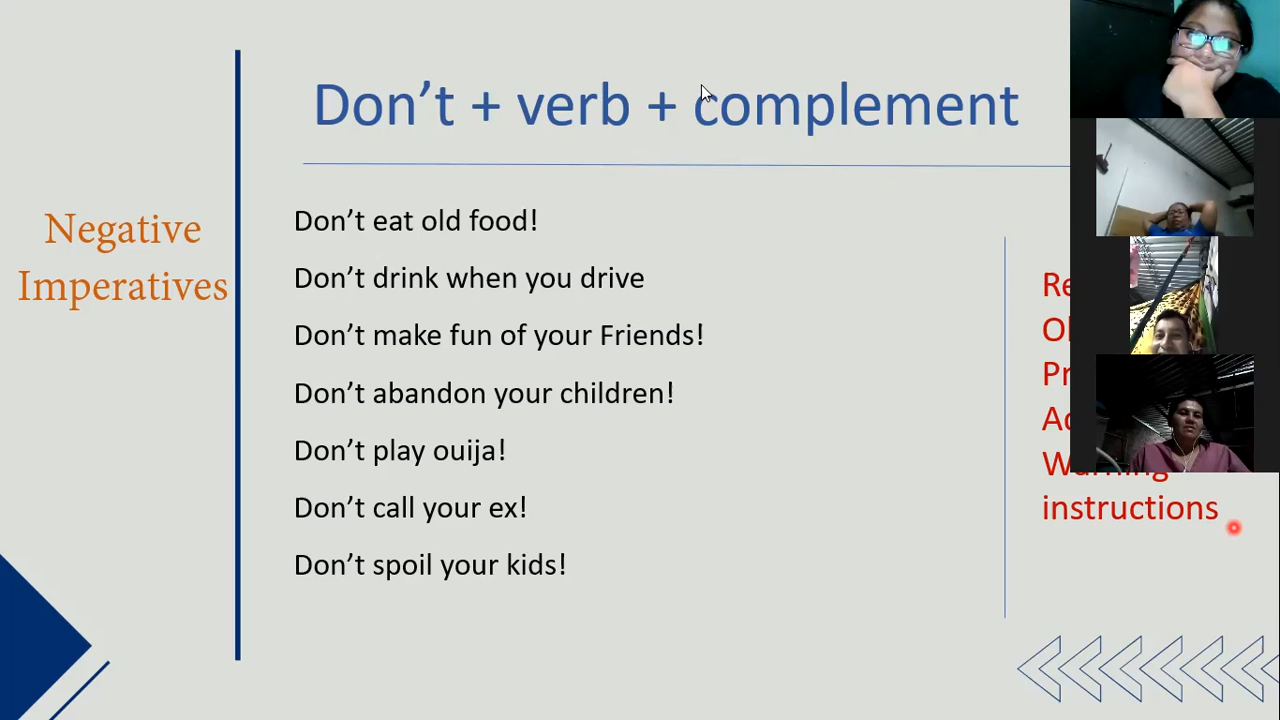 Don’t + verb + complement
Negative
Imperatives
Don’t eat old food!
Don’t drink when you drive
Don’t make fun of your Friends!
Don’t abandon your children!
Don’t play ouija!
Don’t call your ex!
Don’t spoil your kids!
instructions